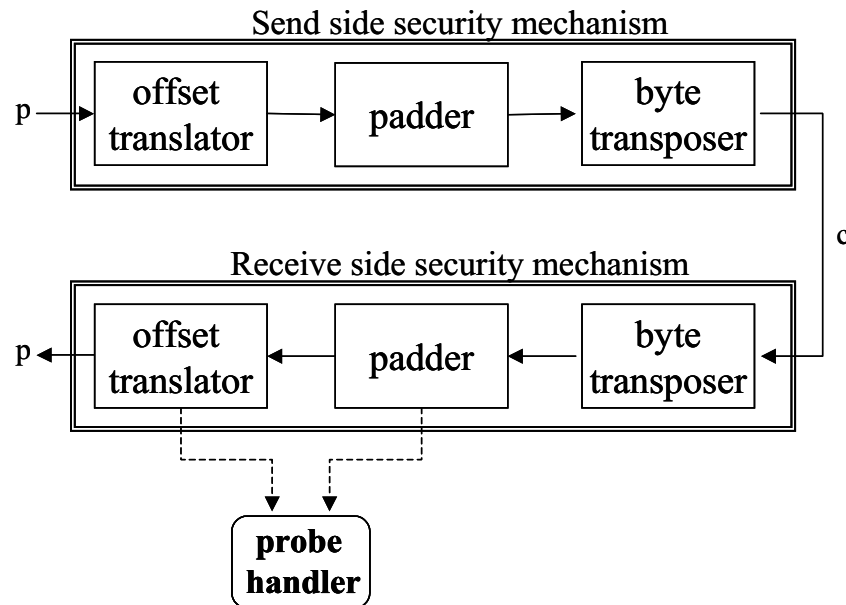 Send side security mechanism
p
offset
translator
padder
byte
transposer
c
Receive side security mechanism
p
offset
translator
padder
byte
transposer
probe
handler